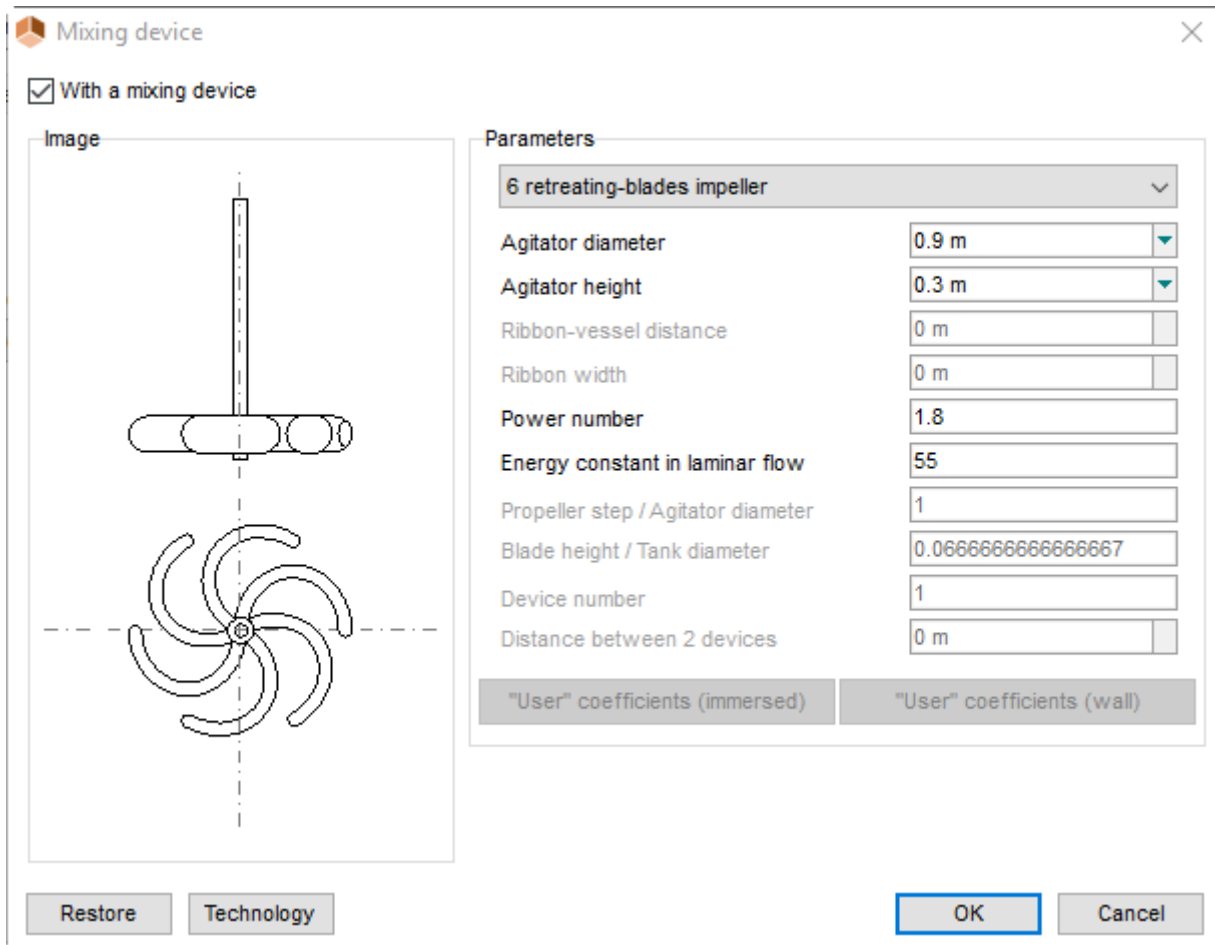 Mixing device
With a mixing device
Image
Parameters
6 retreating-blades impeller
Agitator diameter 0.9 m
Agitator height 0.3 m
Ribbon-vessel distance 0 m
Ribbon width 0 m
Power number 1.8
Energy constant in laminar flow 55
Propeller step / Agitator diameter 1
Blade height / Tank diameter 0.0666666666666667
Device number 1
Distance between 2 devices 0 m
"User" coefficients (immersed) "User" coefficients (wall)
Restore Technology OK Cancel